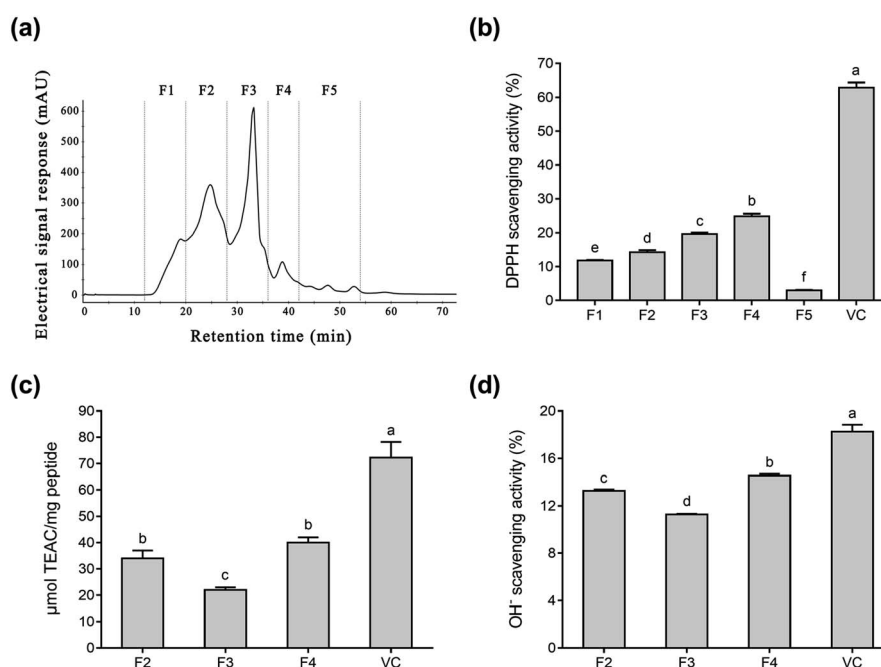 (a)
F1 F2 F3 F4 F5
Electrical signal response (mAU)
600
500
400
300
200
100
0
0 10 20 30 40 50 60 70
Retention time (min)
(b)
DPPH scavenging activity (%)
80
70
60
50
40
30
20
10
0
e d c b f a
F1 F2 F3 F4 F5 VC
(c)
μmol TEAC/mg peptide
90
80
70
60
50
40
30
20
10
0
b c b a
F2 F3 F4 VC
(d)
OH⁻ scavenging activity (%)
20
16
12
8
4
0
c d b a
F2 F3 F4 VC